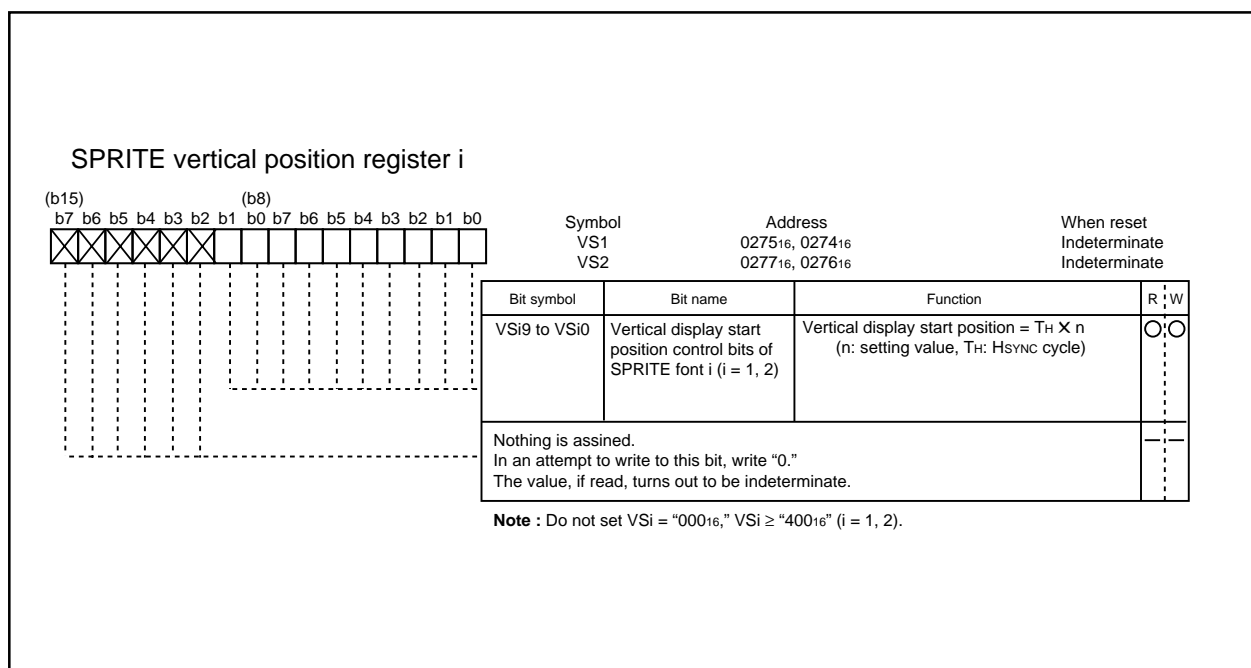 SPRITE vertical position register i
(b15) (b8)
b7 b6 b5 b4 b3 b2 b1 b0 b7 b6 b5 b4 b3 b2 b1 b0
Symbol Address When reset
VS1 027516, 027416 Indeterminate
VS2 027716, 027616 Indeterminate
Bit symbol Bit name Function R W
VSi9 to VSi0 Vertical display start Vertical display start position = TH X n
position control bits of (n: setting value, TH: HSYNC cycle)
SPRITE font i (i = 1, 2)
Nothing is assined.
In an attempt to write to this bit, write “0.”
The value, if read, turns out to be indeterminate.
Note : Do not set VSi = “00016,” VSi ≥ “40016” (i = 1, 2).